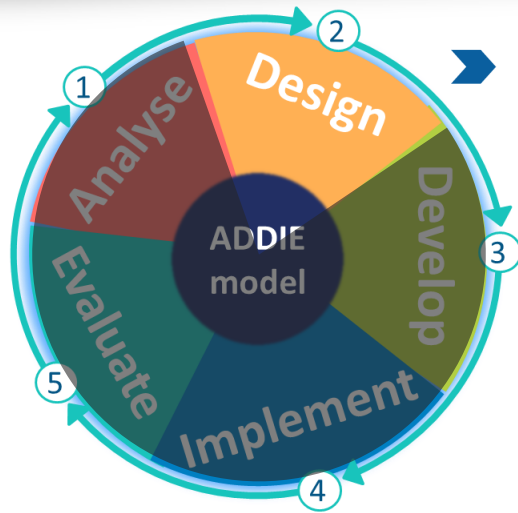 1
Analyse
2
Design
3
Develop
4
Implement
5
Evaluate
ADDIE
model